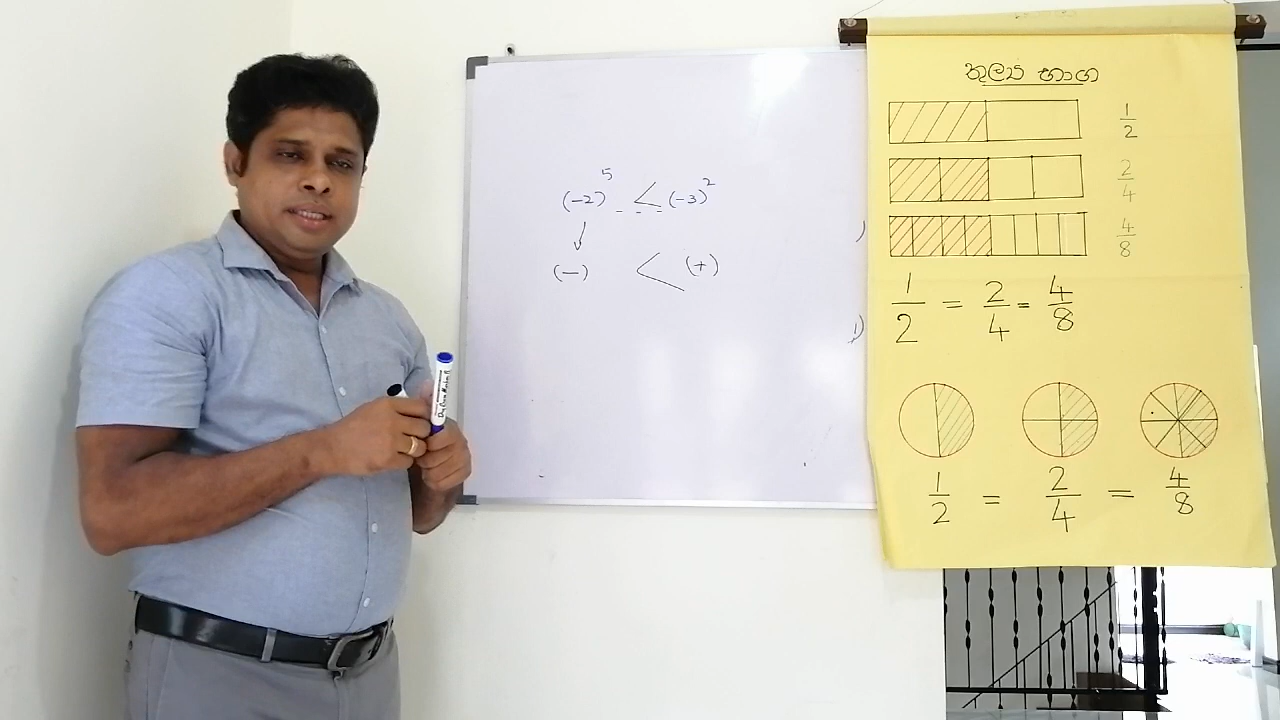 (-2)⁵ < (-3)²
(-) < (+)
තුල්‍ය භාග
1/2
2/4
4/8
1/2 = 2/4 = 4/8
1/2 = 2/4 = 4/8